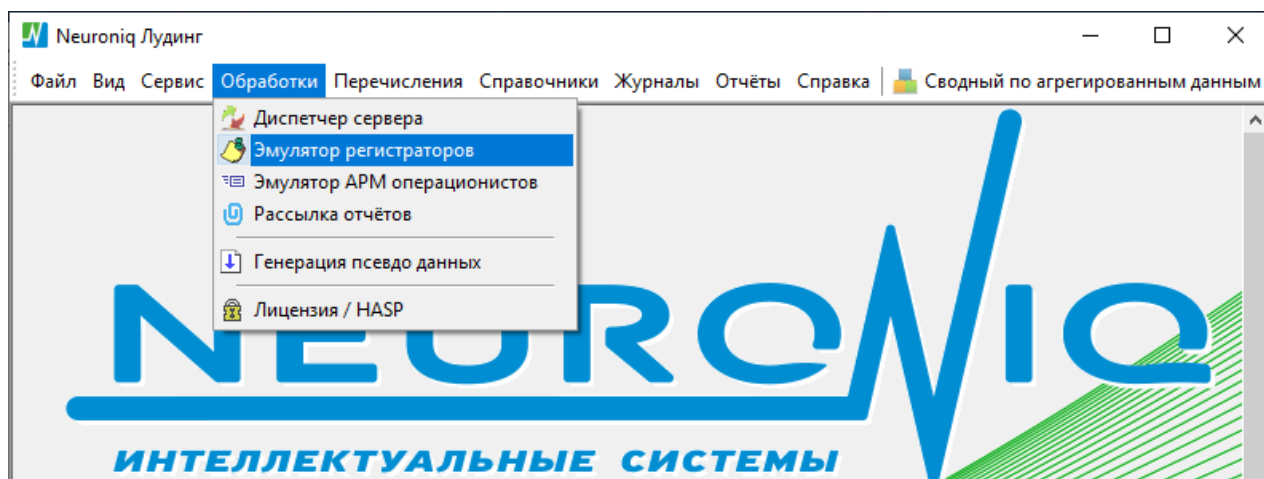 Neuroniq Лудинг
Файл Вид Сервис Обработки Перечисления Справочники Журналы Отчёты Справка Сводный по агрегированным данным
Диспетчер сервера
Эмулятор регистраторов
Эмулятор АРМ операционистов
Рассылка отчётов
Генерация псевдо данных
Лицензия / HASP
NEURONIQ
ИНТЕЛЛЕКТУАЛЬНЫЕ СИСТЕМЫ